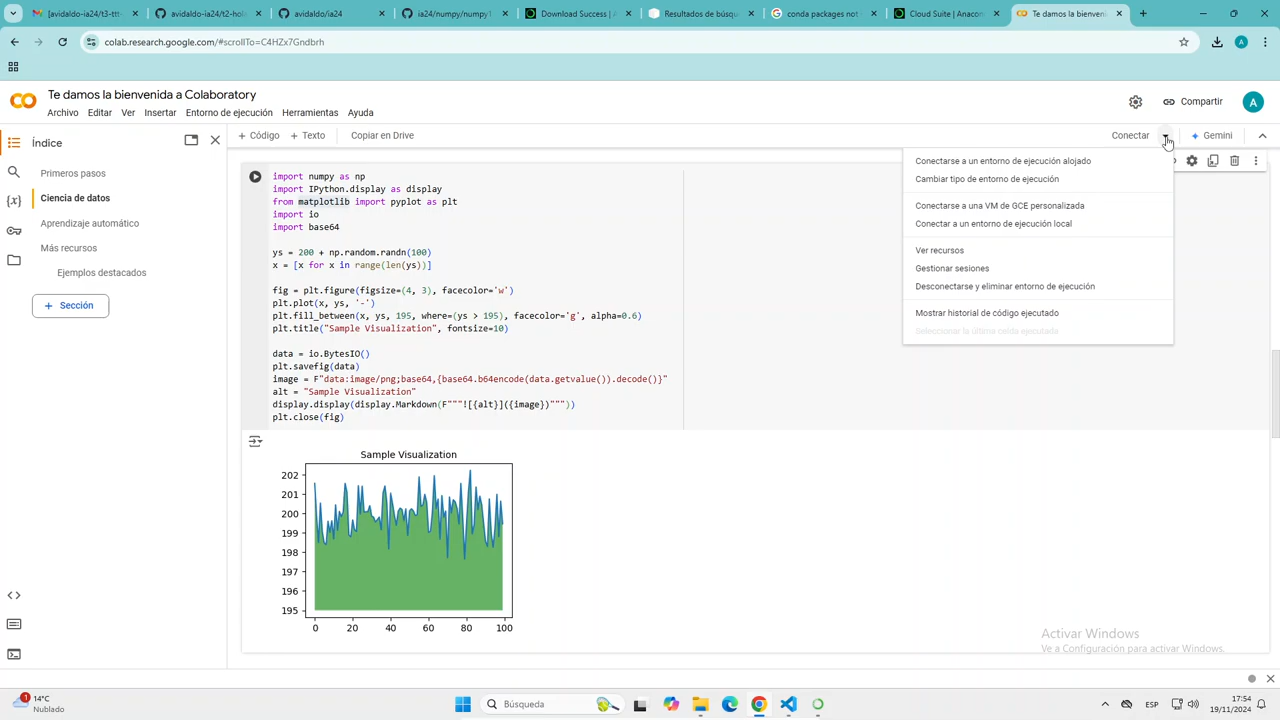 [avidaldo/ia24] t3-ttt
avidaldo-ia24/t2-hola
avidaldo/ia24
ia24/numpy/numpy1
Download Success | A
Resultados de búsqu
conda packages not
Cloud Suite | Anacon
Te damos la bienvenid
colab.research.google.com/#scrollTo=C4HZx7Gndbrh
Te damos la bienvenida a Colaboratory
Archivo Editar Ver Insertar Entorno de ejecución Herramientas Ayuda
Compartir
A
Índice
+ Código + Texto Copiar en Drive
Conectar
Gemini
Primeros pasos
Ciencia de datos
Aprendizaje automático
Más recursos
Ejemplos destacados
+ Sección
Conectarse a un entorno de ejecución alojado
Cambiar tipo de entorno de ejecución
Conectarse a una VM de GCE personalizada
Conectar a un entorno de ejecución local
Ver recursos
Gestionar sesiones
Desconectarse y eliminar entorno de ejecución
Mostrar historial de código ejecutado
Seleccionar la última celda ejecutada
import numpy as np
import IPython.display as display
from matplotlib import pyplot as plt
import io
import base64
ys = 200 + np.random.randn(100)
x = [x for x in range(len(ys))]
fig = plt.figure(figsize=(4, 3), facecolor='w')
plt.plot(x, ys, '-')
plt.fill_between(x, ys, 195, where=(ys > 195), facecolor='g', alpha=0.6)
plt.title("Sample Visualization", fontsize=10)
data = io.BytesIO()
plt.savefig(data)
image = F"data:image/png;base64,{base64.b64encode(data.getvalue()).decode()}"
alt = "Sample Visualization"
display.display(display.Markdown(F"""![{alt}]({image})"""))
plt.close(fig)
Sample Visualization
202
201
200
199
198
197
196
195
0 20 40 60 80 100
Activar Windows
Ve a Configuración para activar Windows.
1
14°C
Nublado
Búsqueda
ESP
17:54
19/11/2024